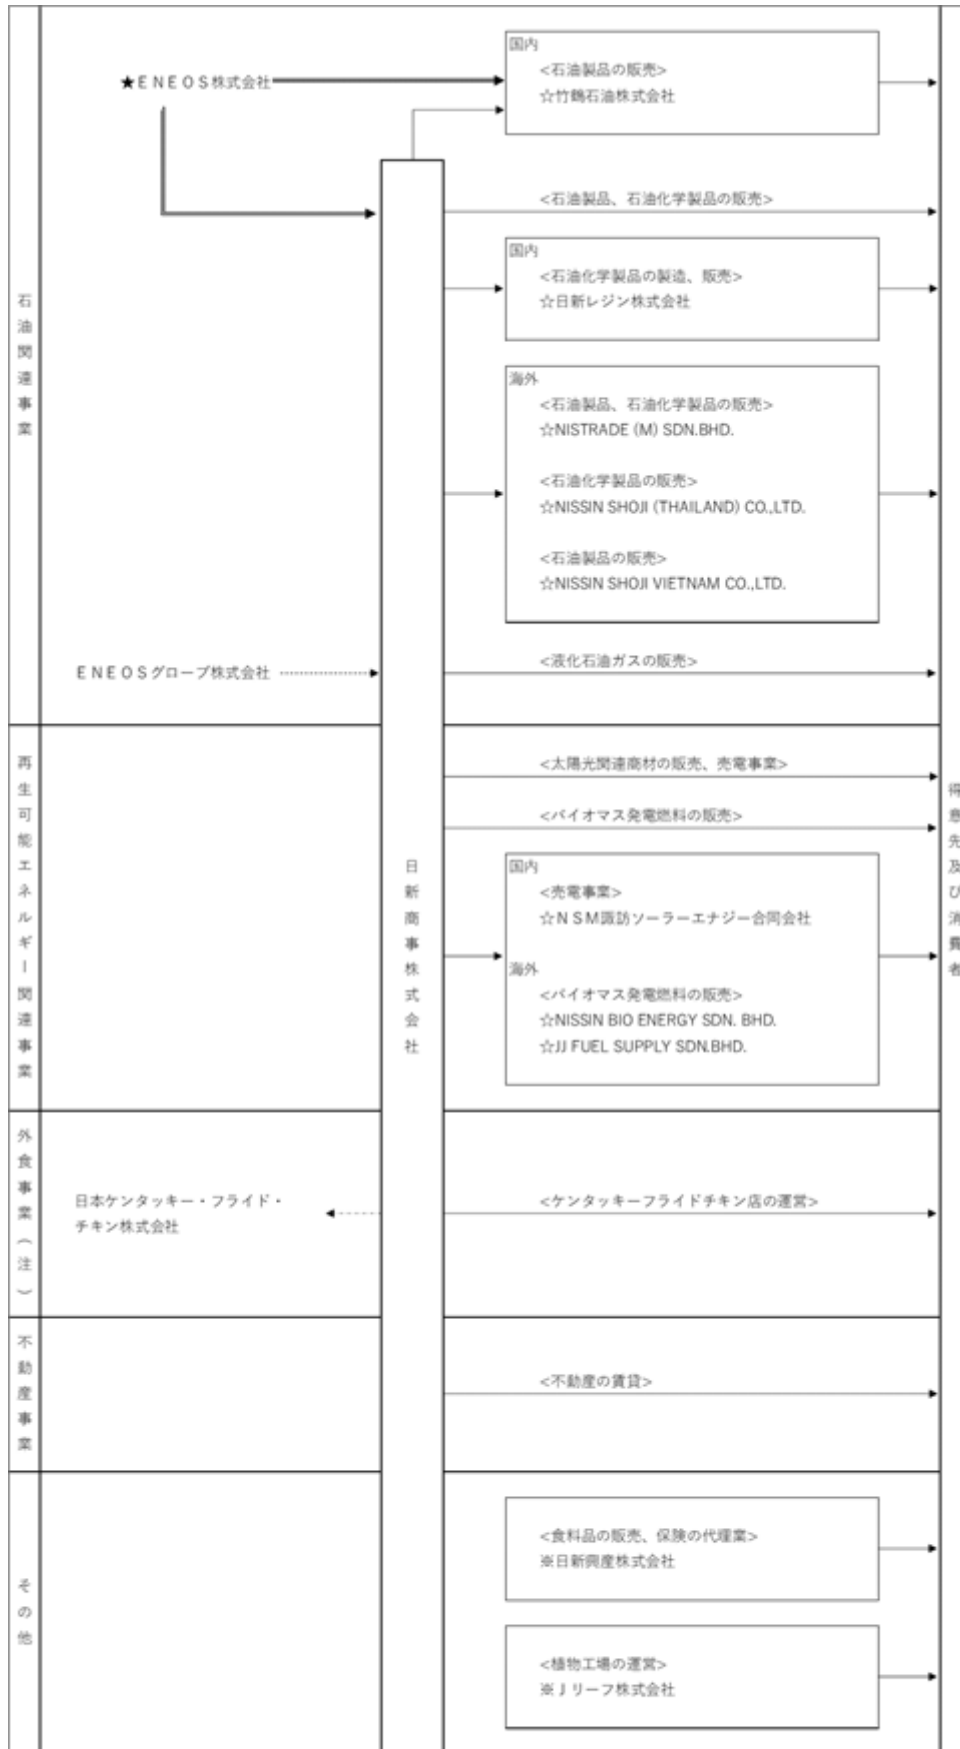 石油関連事業
国内
<石油製品の販売>
★ＥＮＥＯＳ株式会社
☆竹鶴石油株式会社
<石油製品、石油化学製品の販売>
国内
<石油化学製品の製造、販売>
☆日新レジン株式会社
海外
<石油製品、石油化学製品の販売>
☆NISTRADE (M) SDN.BHD.
<石油化学製品の販売>
☆NISSIN SHOJI (THAILAND) CO.,LTD.
<石油製品の販売>
☆NISSIN SHOJI VIETNAM CO.,LTD.
ＥＮＥＯＳグローブ株式会社
<液化石油ガスの販売>
再生可能エネルギー関連事業
<太陽光関連商材の販売、売電事業>
<バイオマス発電燃料の販売>
日新商事株式会社
国内
<売電事業>
☆ＮＳＭ諏訪ソーラーエナジー合同会社
海外
<バイオマス発電燃料の販売>
☆NISSIN BIO ENERGY SDN. BHD.
☆JJ FUEL SUPPLY SDN.BHD.
得意先及び消費者
外食事業（注）
日本ケンタッキー・フライド・
チキン株式会社
<ケンタッキーフライドチキン店の運営>
不動産事業
<不動産の賃貸>
その他
<食料品の販売、保険の代理業>
※日新興産株式会社
<植物工場の運営>
※Ｊリーフ株式会社